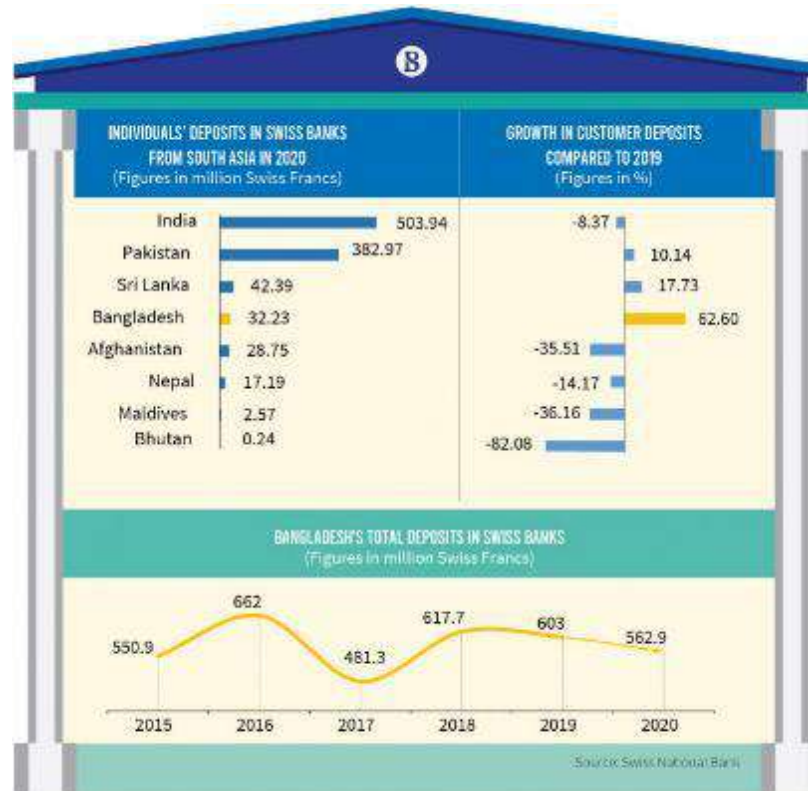 B
INDIVIDUALS' DEPOSITS IN SWISS BANKS
FROM SOUTH ASIA IN 2020
(Figures in million Swiss Francs)
India 503.94
Pakistan 382.97
Sri Lanka 42.39
Bangladesh 32.23
Afghanistan 28.75
Nepal 17.19
Maldives 2.57
Bhutan 0.24
GROWTH IN CUSTOMER DEPOSITS
COMPARED TO 2019
(Figures in %)
-8.37
10.14
17.73
62.60
-35.51
-14.17
-36.16
-82.08
BANGLADESH'S TOTAL DEPOSITS IN SWISS BANKS
(Figures in million Swiss Francs)
550.9 662 481.3 617.7 603 562.9
2015 2016 2017 2018 2019 2020
Source: Swiss National Bank